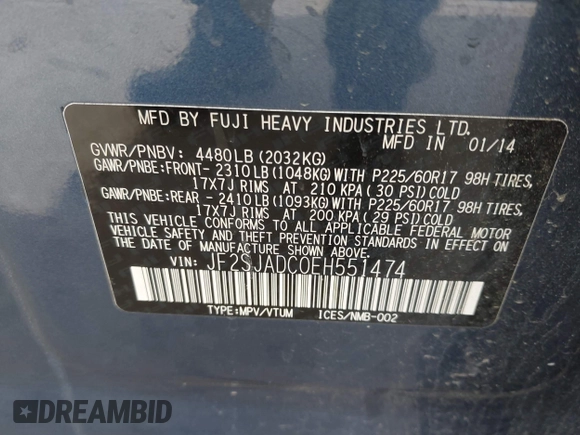 MFD BY FUJI HEAVY INDUSTRIES LTD.
MFD IN 01/14
GVWR/PNBV: 4480LB (2032KG)
GAWR/PNBE:FRONT- 2310LB (1048KG) WITH P225/60R17 98H TIRES,
17X7J RIMS AT 210 KPA ( 30 PSI) COLD
GAWR/PNBE:REAR - 2410LB (1093KG) WITH P225/60R17 98H TIRES,
17X7J RIMS AT 200 KPA ( 29 PSI) COLD
THIS VEHICLE CONFORMS TO ALL APPLICABLE FEDERAL MOTOR
VEHICLE SAFETY AND THEFT PREVENTION STANDARDS IN EFFECT
ON THE DATE OF MANUFACTURE SHOWN ABOVE.
VIN: JF2SJADC0EH551474
TYPE:MPV/VTUM ICES/NMB-002
DREAMBID